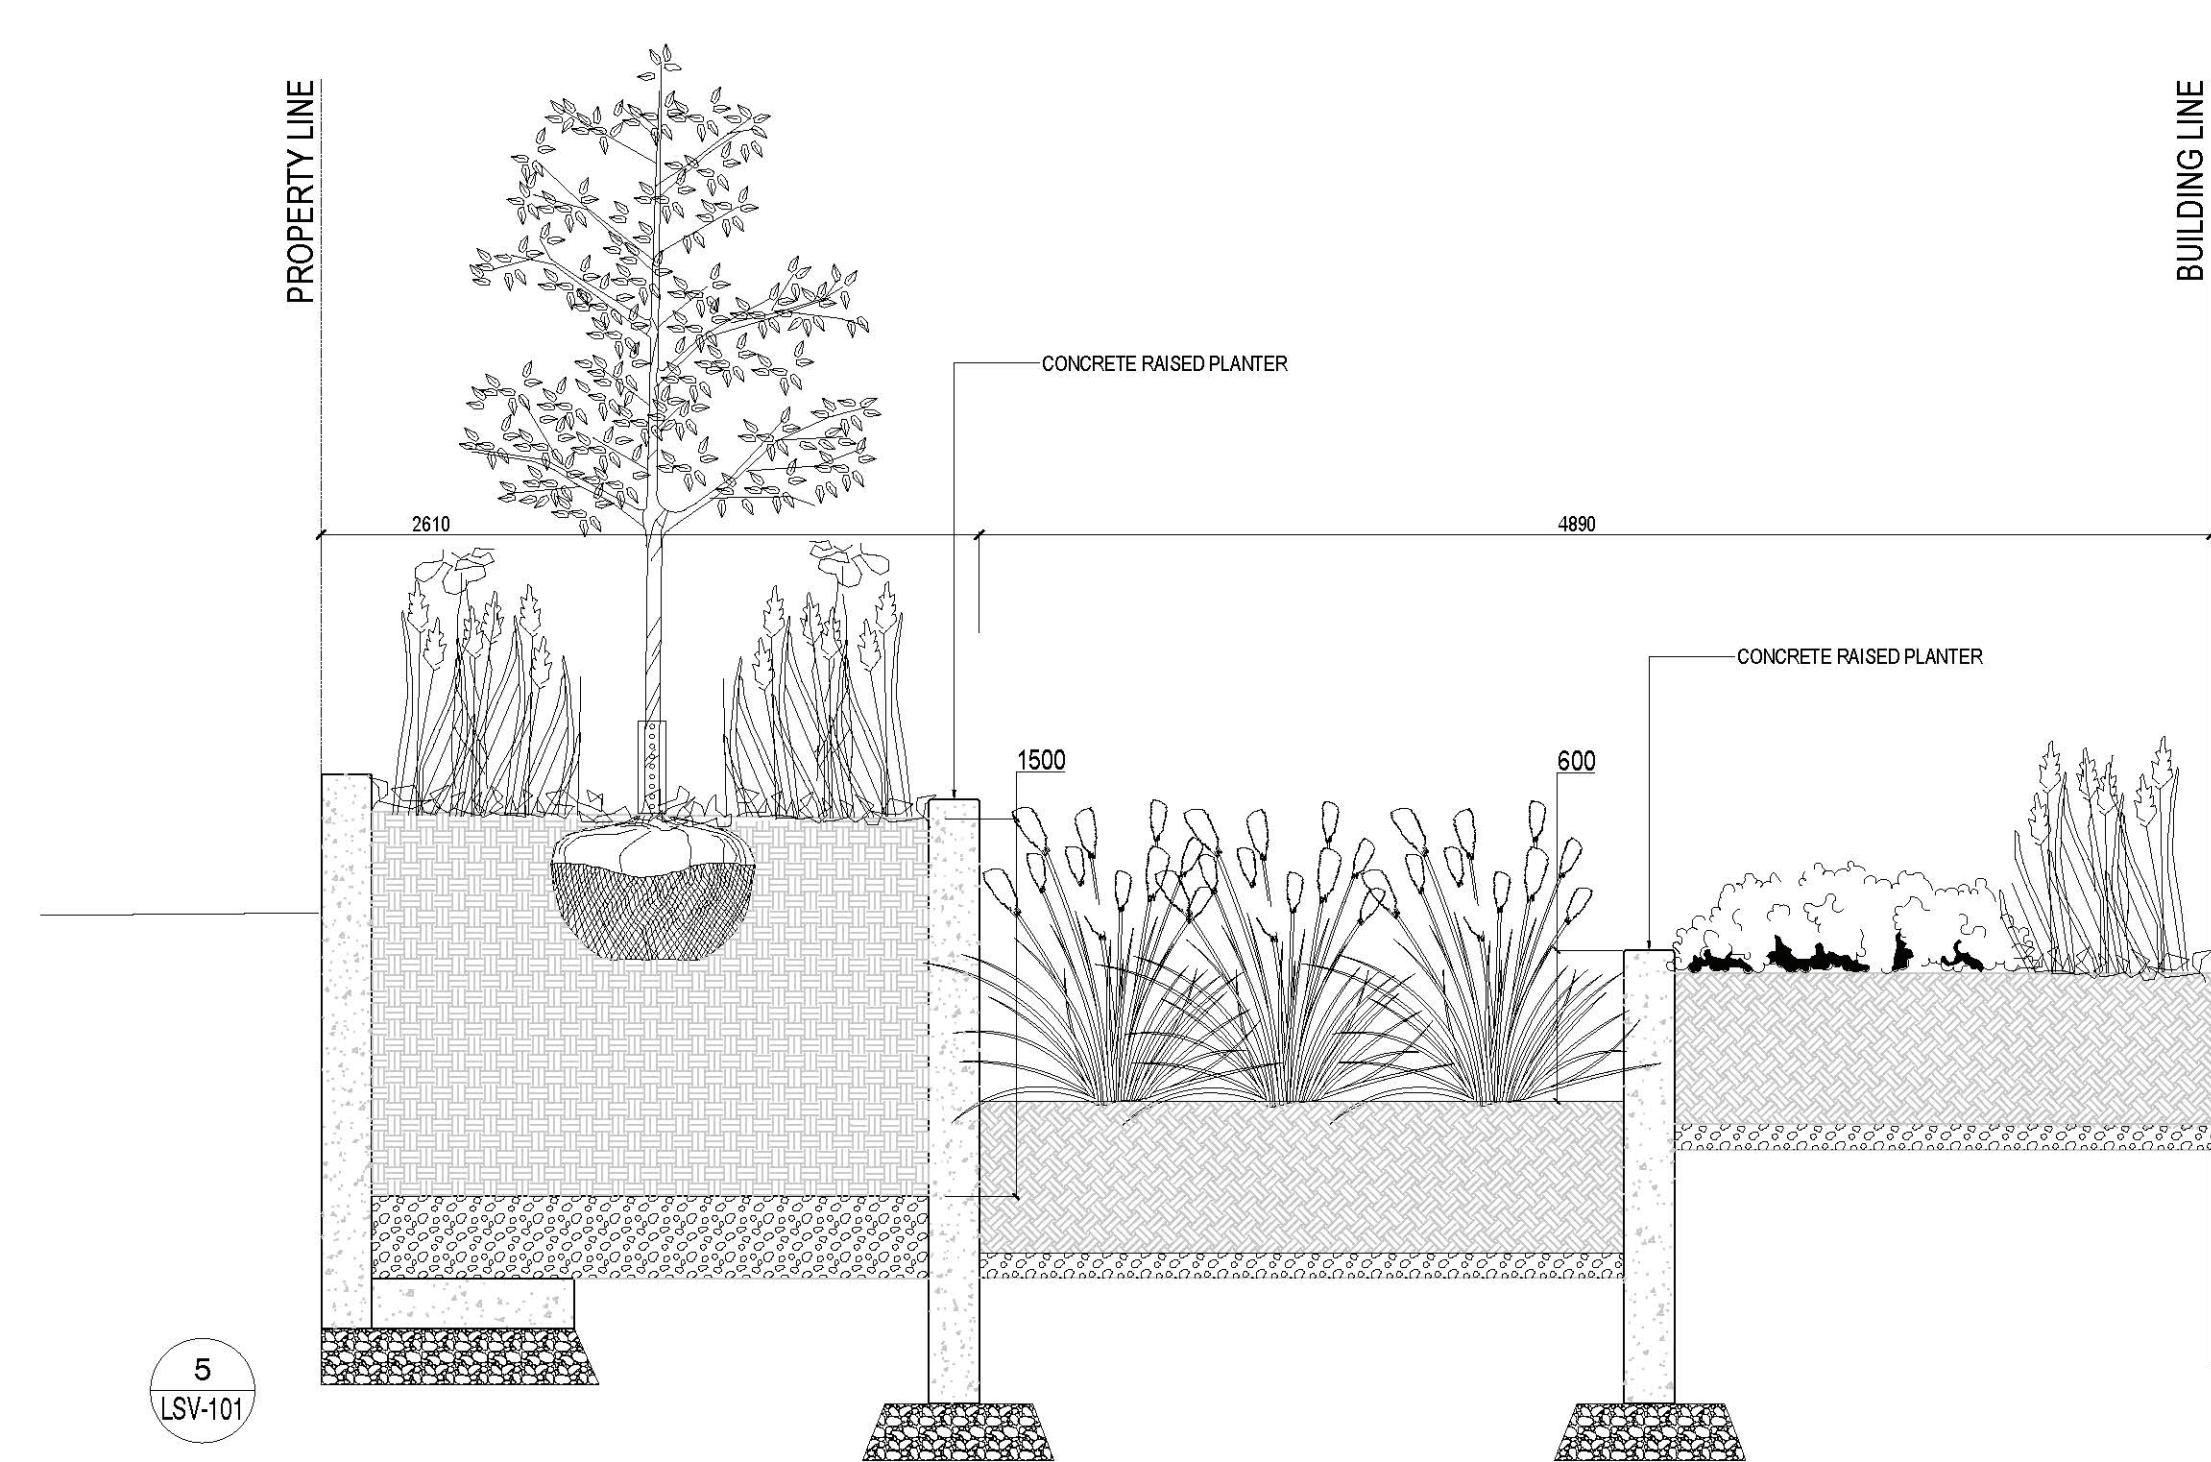 PROPERTY LINE
BUILDING LINE
CONCRETE RAISED PLANTER
2610
4890
CONCRETE RAISED PLANTER
1500
600
5
LSV-101